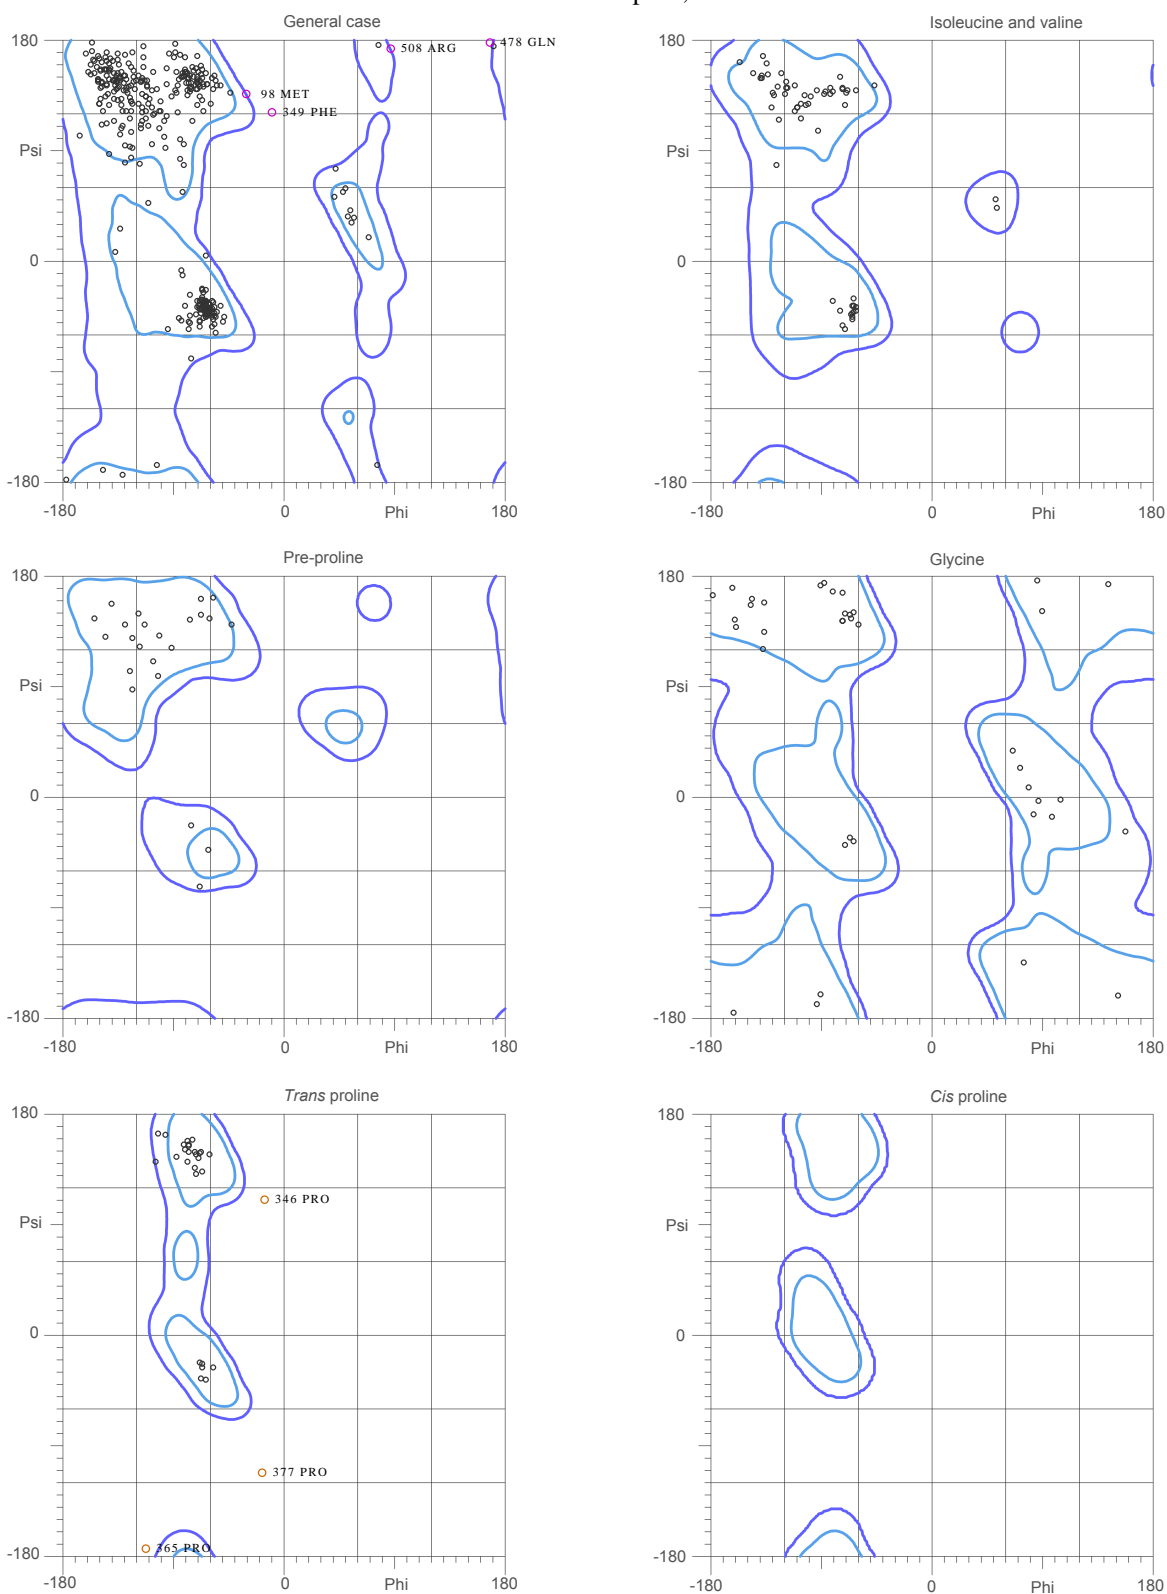 General case
Isoleucine and valine
180
508 ARG
478 GLN
180
98 MET
349 PHE
Psi
Psi
0
0
-180
-180
-180
0
Phi
180
-180
0
Phi
180
Pre-proline
Glycine
180
180
Psi
Psi
0
0
-180
-180
-180
0
Phi
180
-180
0
Phi
180
Trans proline
Cis proline
180
180
346 PRO
Psi
Psi
0
0
377 PRO
365 PRO
-180
-180
-180
0
Phi
180
-180
0
Phi
180